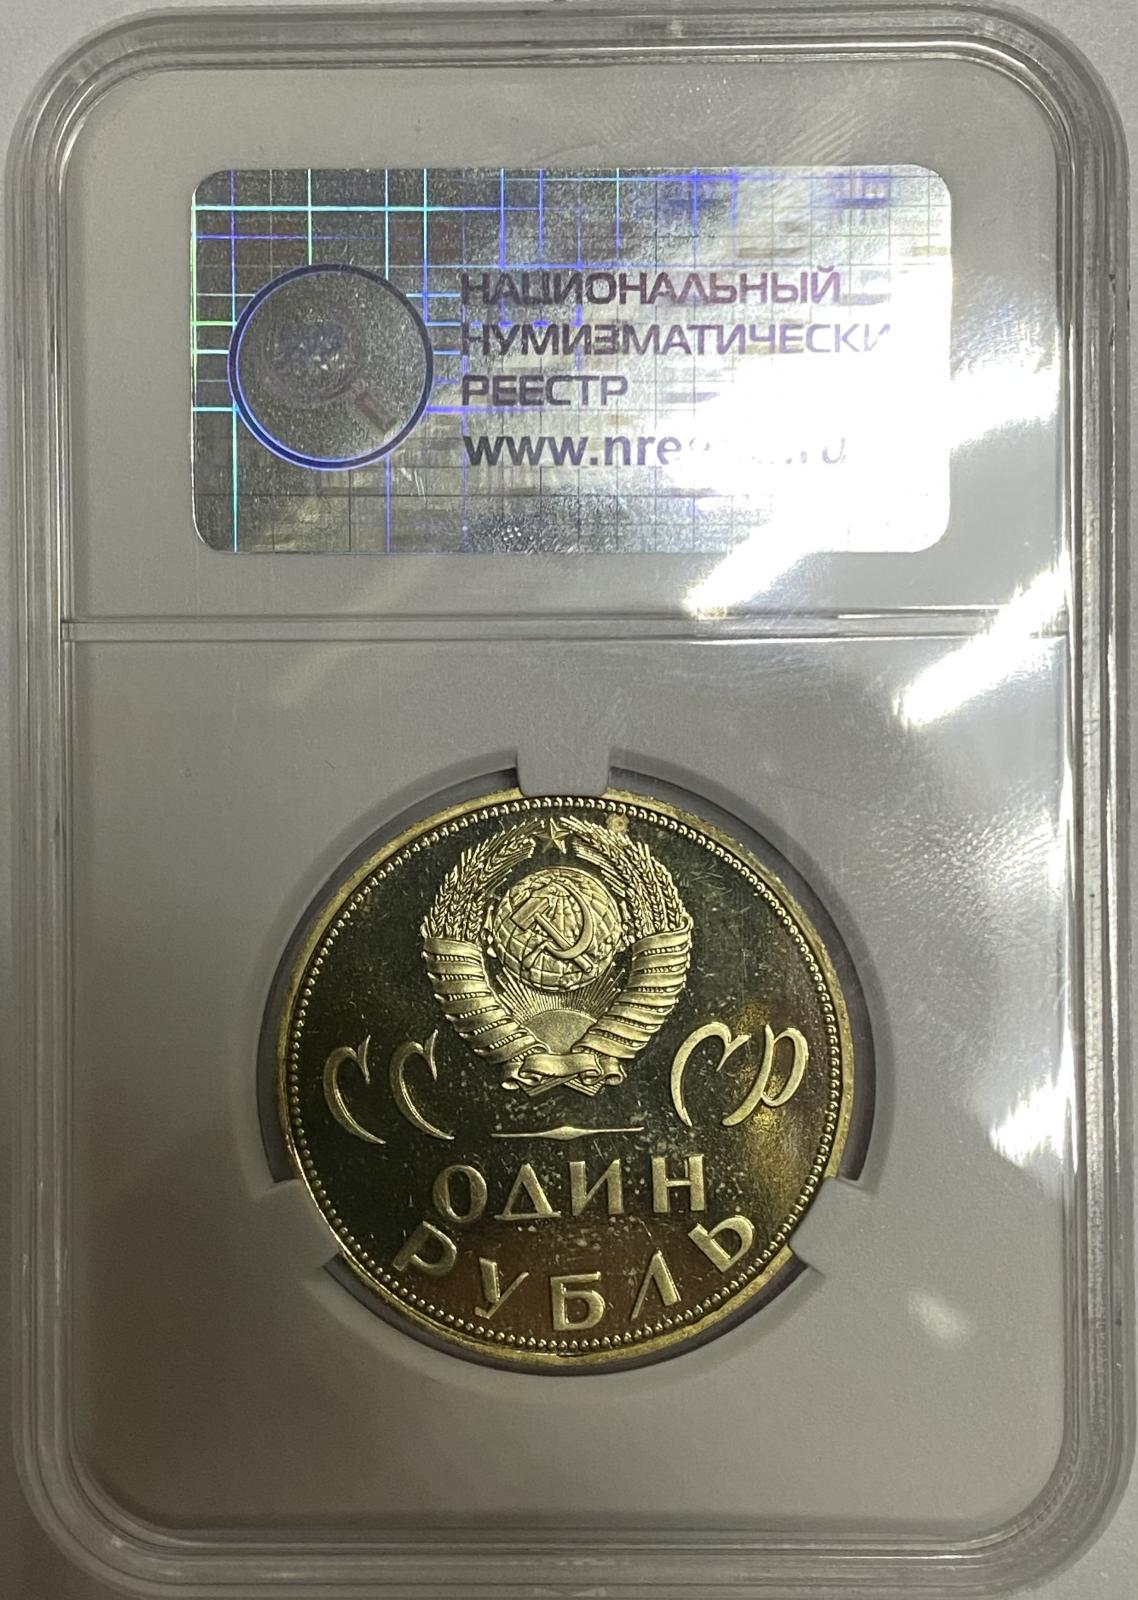 НАЦИОНАЛЬНЫЙ
НУМИЗМАТИЧЕСКИ
РЕЕСТР
СССР
ОДИН
РУБЛЬ